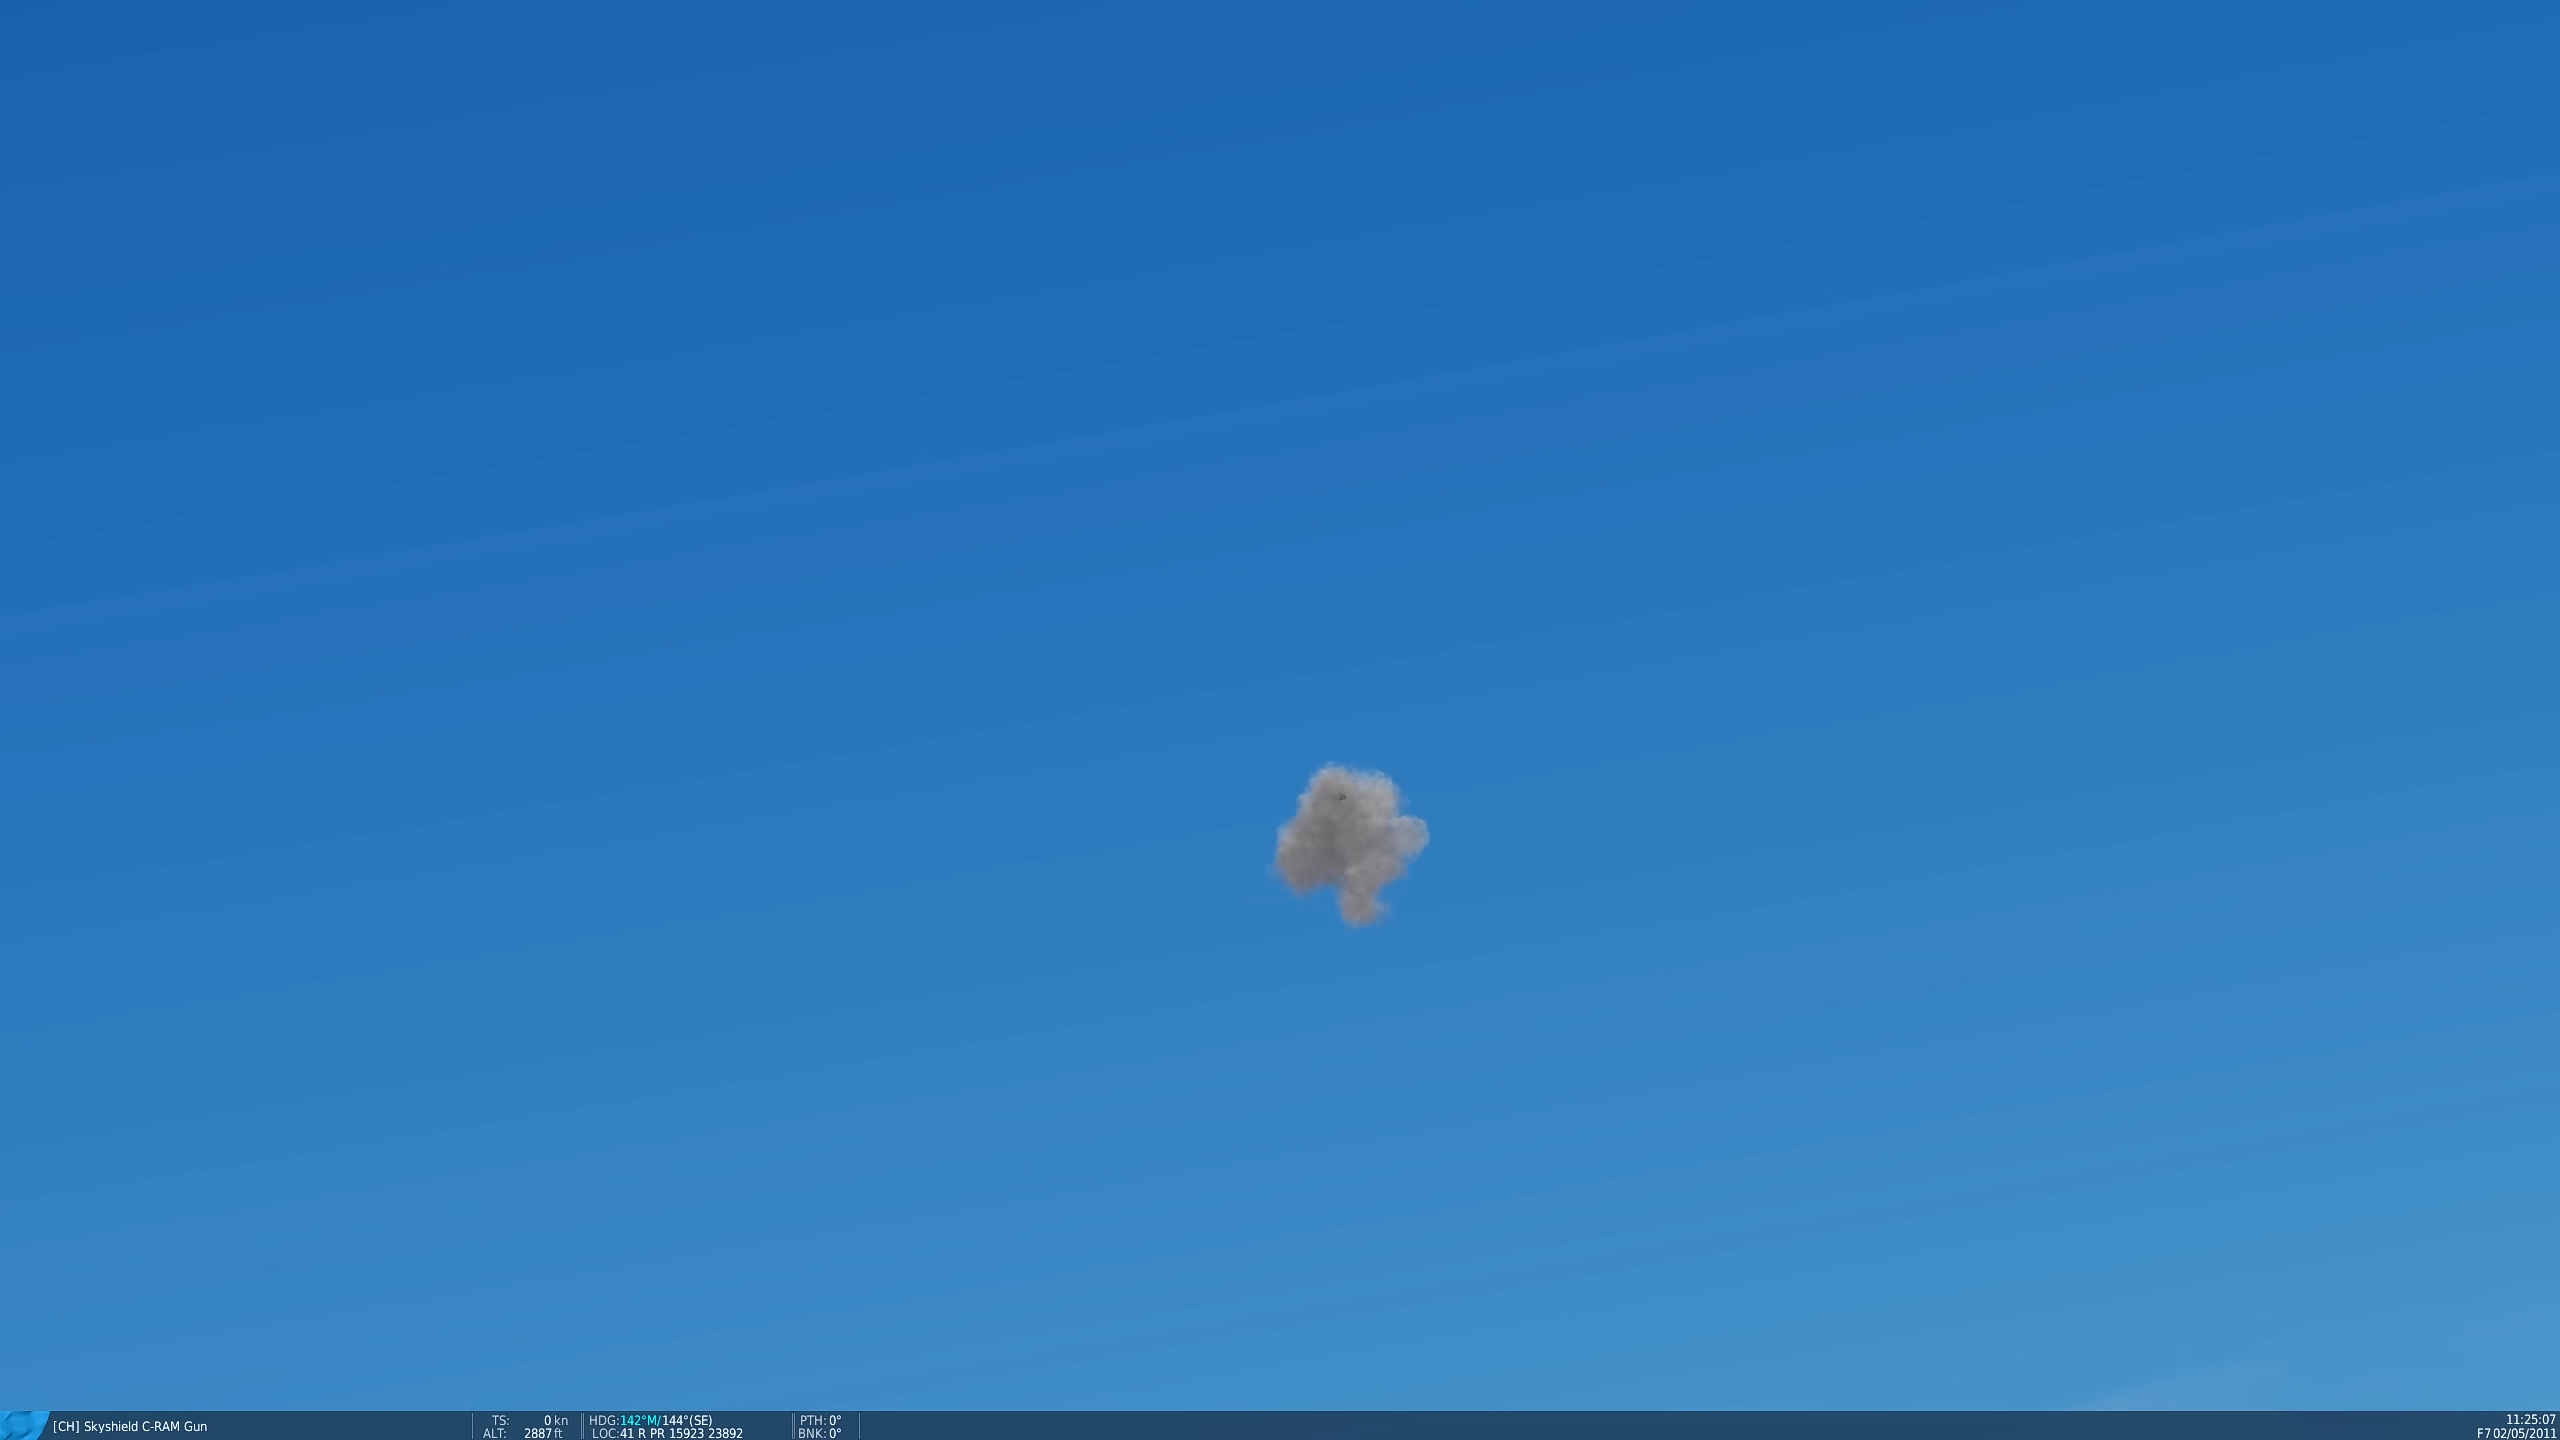 [CH] Skyshield C-RAM Gun
TS: 0 kn
ALT: 2887 ft
HDG:142°M/144°(SE)
LOC:41 R PR 15923 23892
PTH: 0°
BNK: 0°
11:25:07
F7 02/05/2011